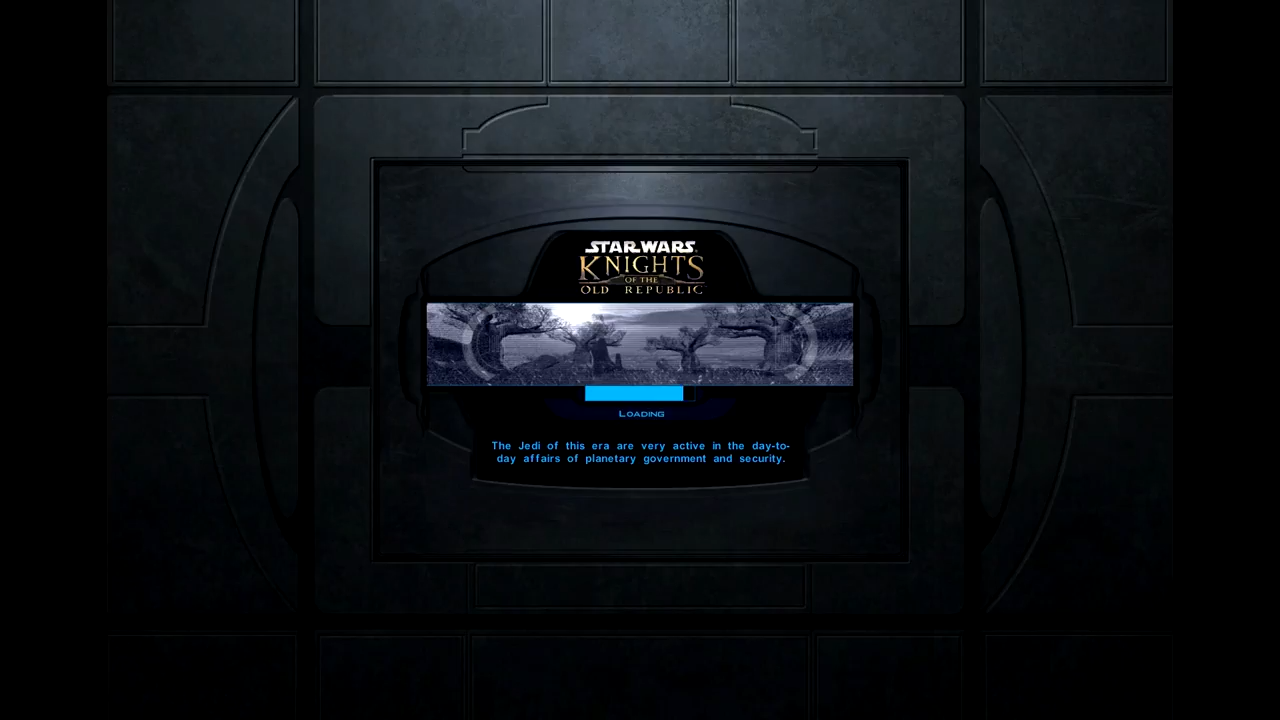 STAR WARS
KNIGHTS
OF THE
OLD REPUBLIC
LOADING
The Jedi of this era are very active in the day-to-
day affairs of planetary government and security.